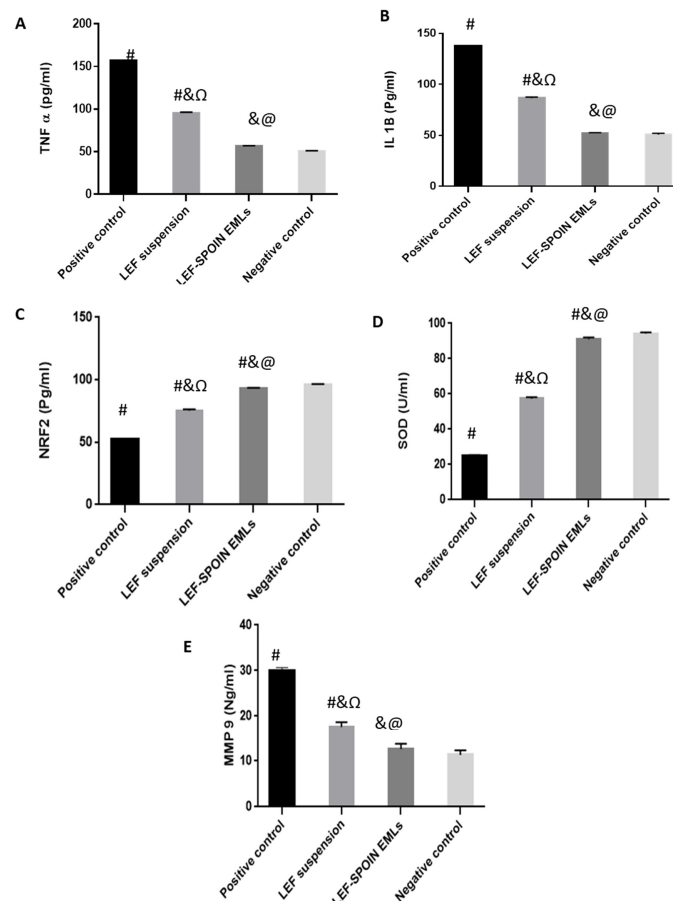 A
TNF α (pg/ml)
150
100
50
0
#
#&Ω
&@
Positive control
LEF suspension
LEF-SPOIN EMLs
Negative control
B
IL 1B (Pg/ml)
150
100
50
0
#
#&Ω
&@
Positive control
LEF suspension
LEF-SPOIN EMLs
Negative control
C
NRF2 (Pg/ml)
150
100
50
0
#
#&Ω
#&@
Positive control
LEF suspension
LEF-SPOIN EMLs
Negative control
D
SOD (U/ml)
100
80
60
40
20
0
#
#&Ω
#&@
Positive control
LEF suspension
LEF-SPOIN EMLs
Negative control
E
MMP 9 (Ng/ml)
40
30
20
10
0
#
#&Ω
&@
Positive control
LEF suspension
LEF-SPOIN EMLs
Negative control